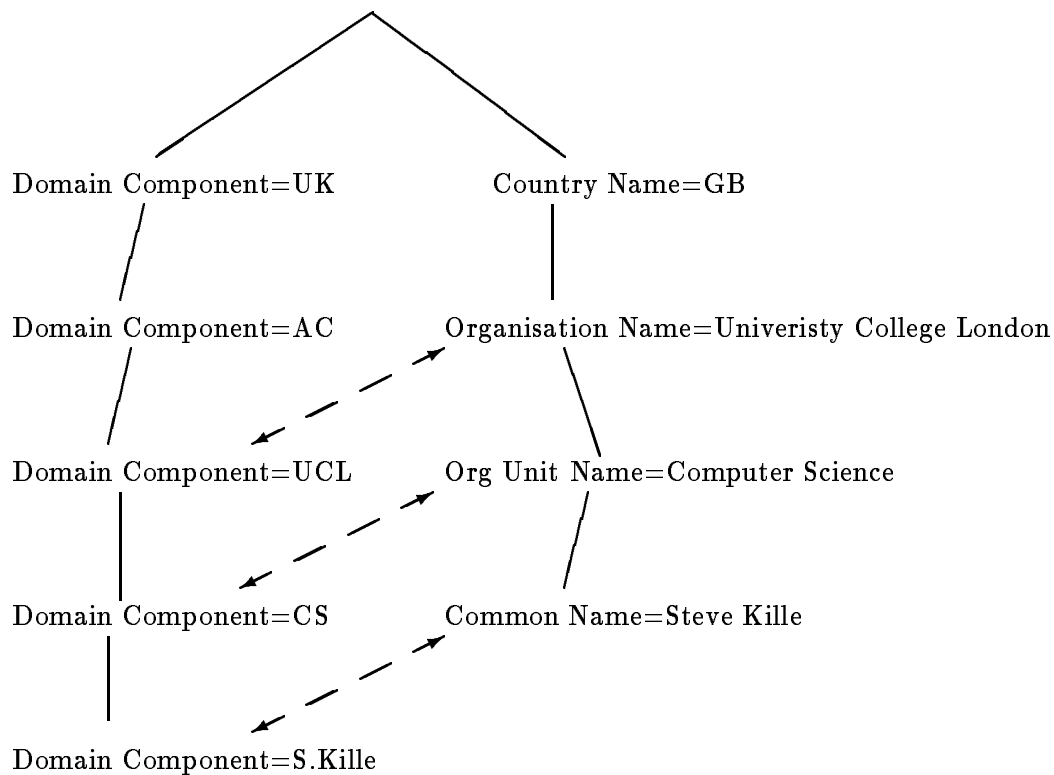 Domain Component=UK
Country Name=GB
Domain Component=AC
Organisation Name=Univeristy College London
Domain Component=UCL
Org Unit Name=Computer Science
Domain Component=CS
Common Name=Steve Kille
Domain Component=S.Kille